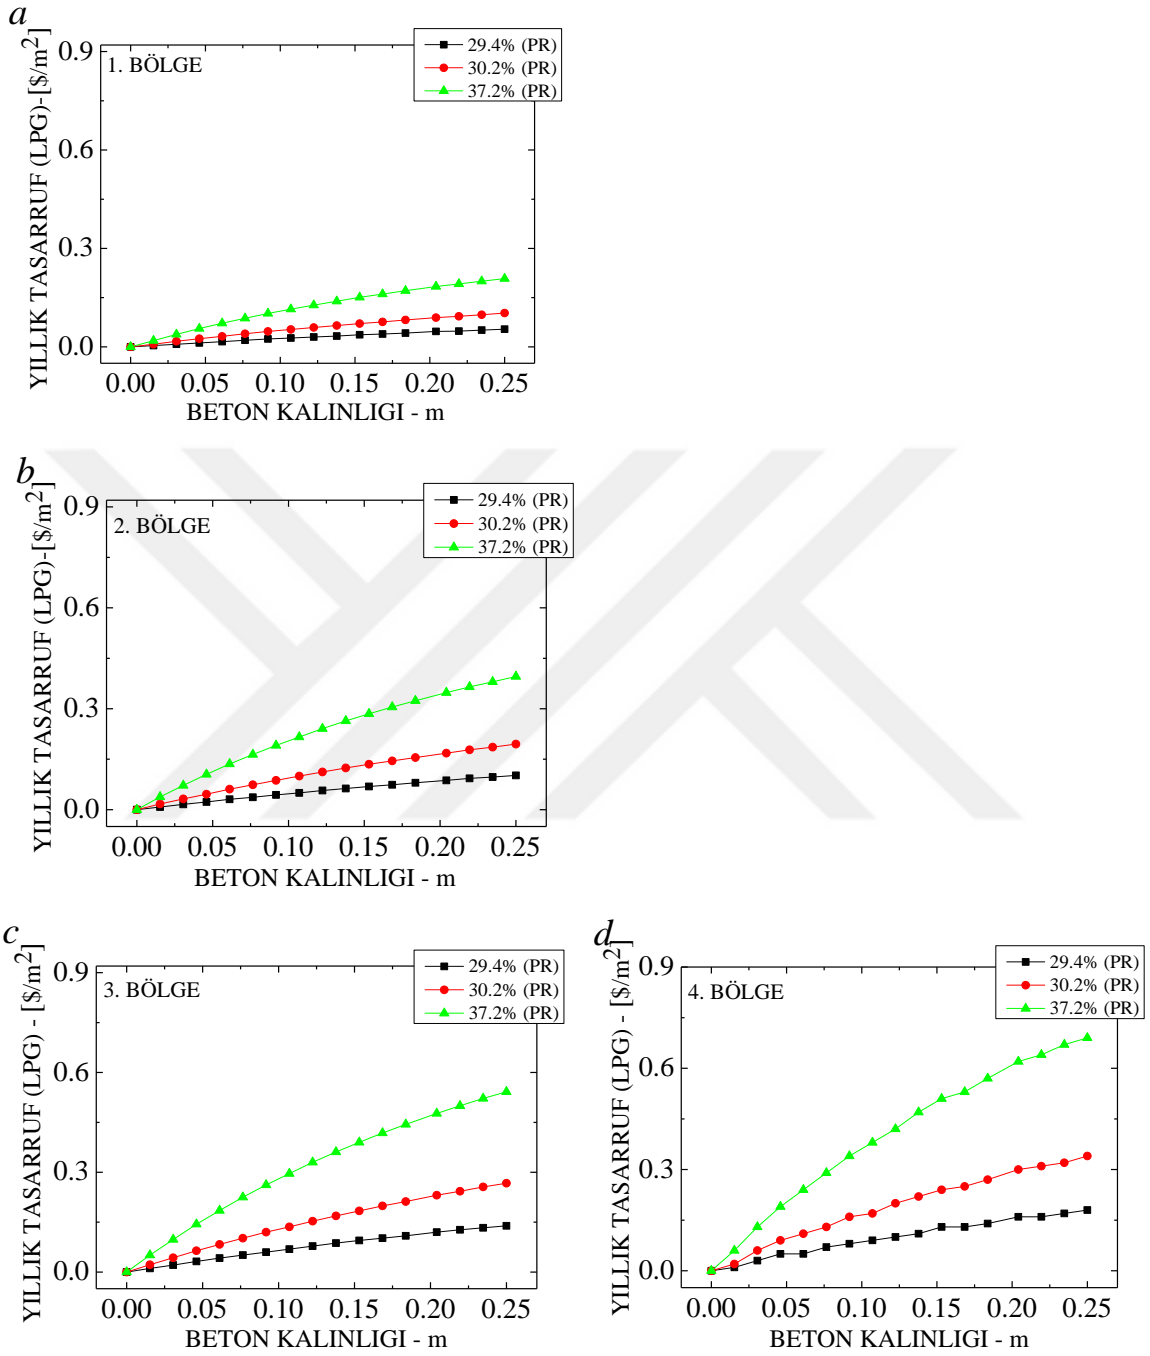 a
29.4% (PR)
30.2% (PR)
37.2% (PR)
1. BÖLGE
YILLIK TASARRUF (LPG)-[$/m2]
0.9
0.6
0.3
0.0
0.00 0.05 0.10 0.15 0.20 0.25
BETON KALINLIGI - m
b
29.4% (PR)
30.2% (PR)
37.2% (PR)
2. BÖLGE
YILLIK TASARRUF (LPG)-[$/m2]
0.9
0.6
0.3
0.0
0.00 0.05 0.10 0.15 0.20 0.25
BETON KALINLIGI - m
c
29.4% (PR)
30.2% (PR)
37.2% (PR)
3. BÖLGE
YILLIK TASARRUF (LPG) - [$/m2]
0.9
0.6
0.3
0.0
0.00 0.05 0.10 0.15 0.20 0.25
BETON KALINLIGI - m
d
29.4% (PR)
30.2% (PR)
37.2% (PR)
4. BÖLGE
YILLIK TASARRUF (LPG) - [$/m2]
0.9
0.6
0.3
0.0
0.00 0.05 0.10 0.15 0.20 0.25
BETON KALINLIGI - m